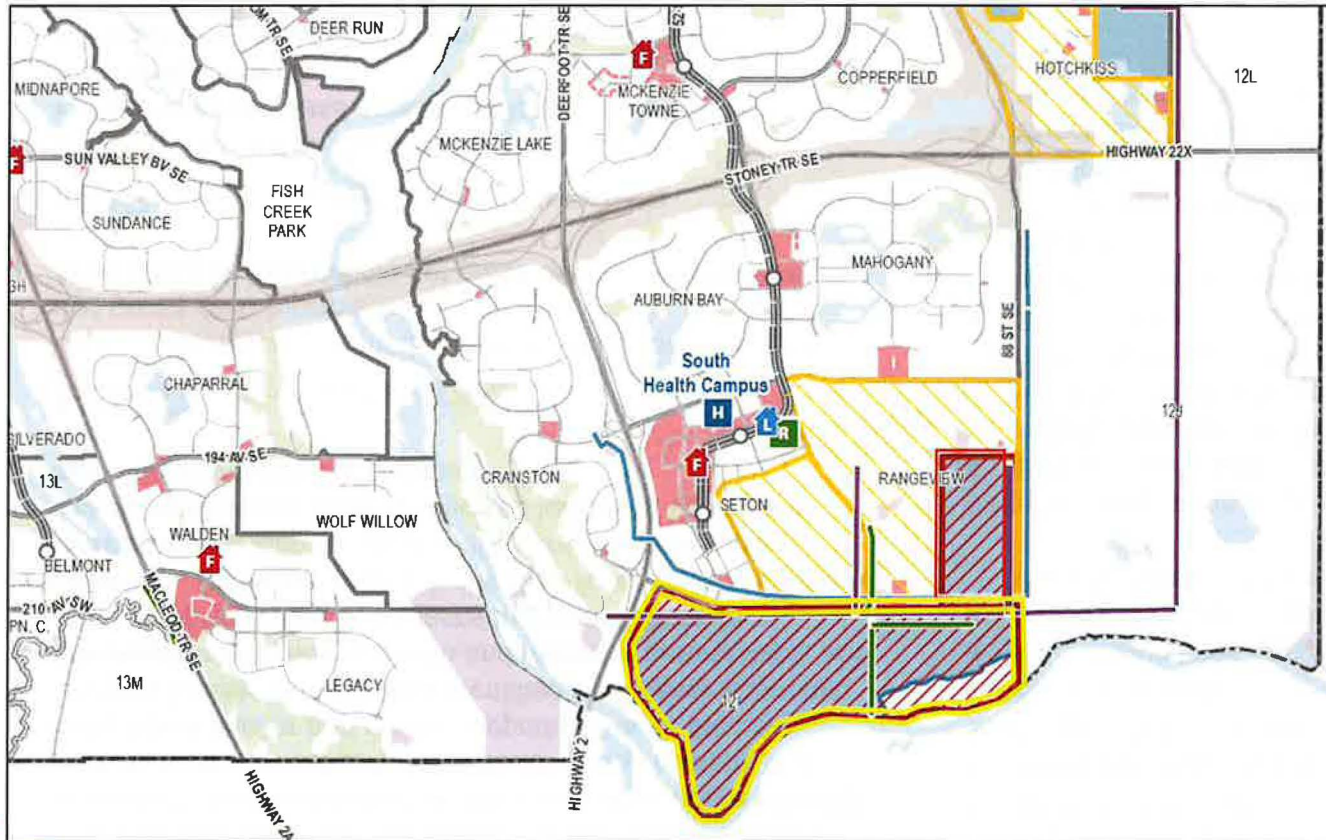 DEER RUN
MIDNAPORE
DEERFOOT TR SE
52
F
MCKENZIE
TOWNE
COPPERFIELD
HOTCHKISS
12L
MCKENZIE LAKE
HIGHWAY 22X
F
SUN VALLEY BV SE
SUNDANCE
FISH
CREEK
PARK
STONEY TR SE
MAHOGANY
AUBURN BAY
88 ST SE
South
Health Campus
H
L
R
I
CHAPARRAL
SILVERADO
13L
194 AV SE
CRANSTON
F
SETON
RANGEVIEW
WOLF WILLOW
WALDEN
F
BELMONT
MACLEOD TR SE
210 AV SW
PN. C.
13M
LEGACY
12
HIGHWAY 2
HIGHWAY 2A